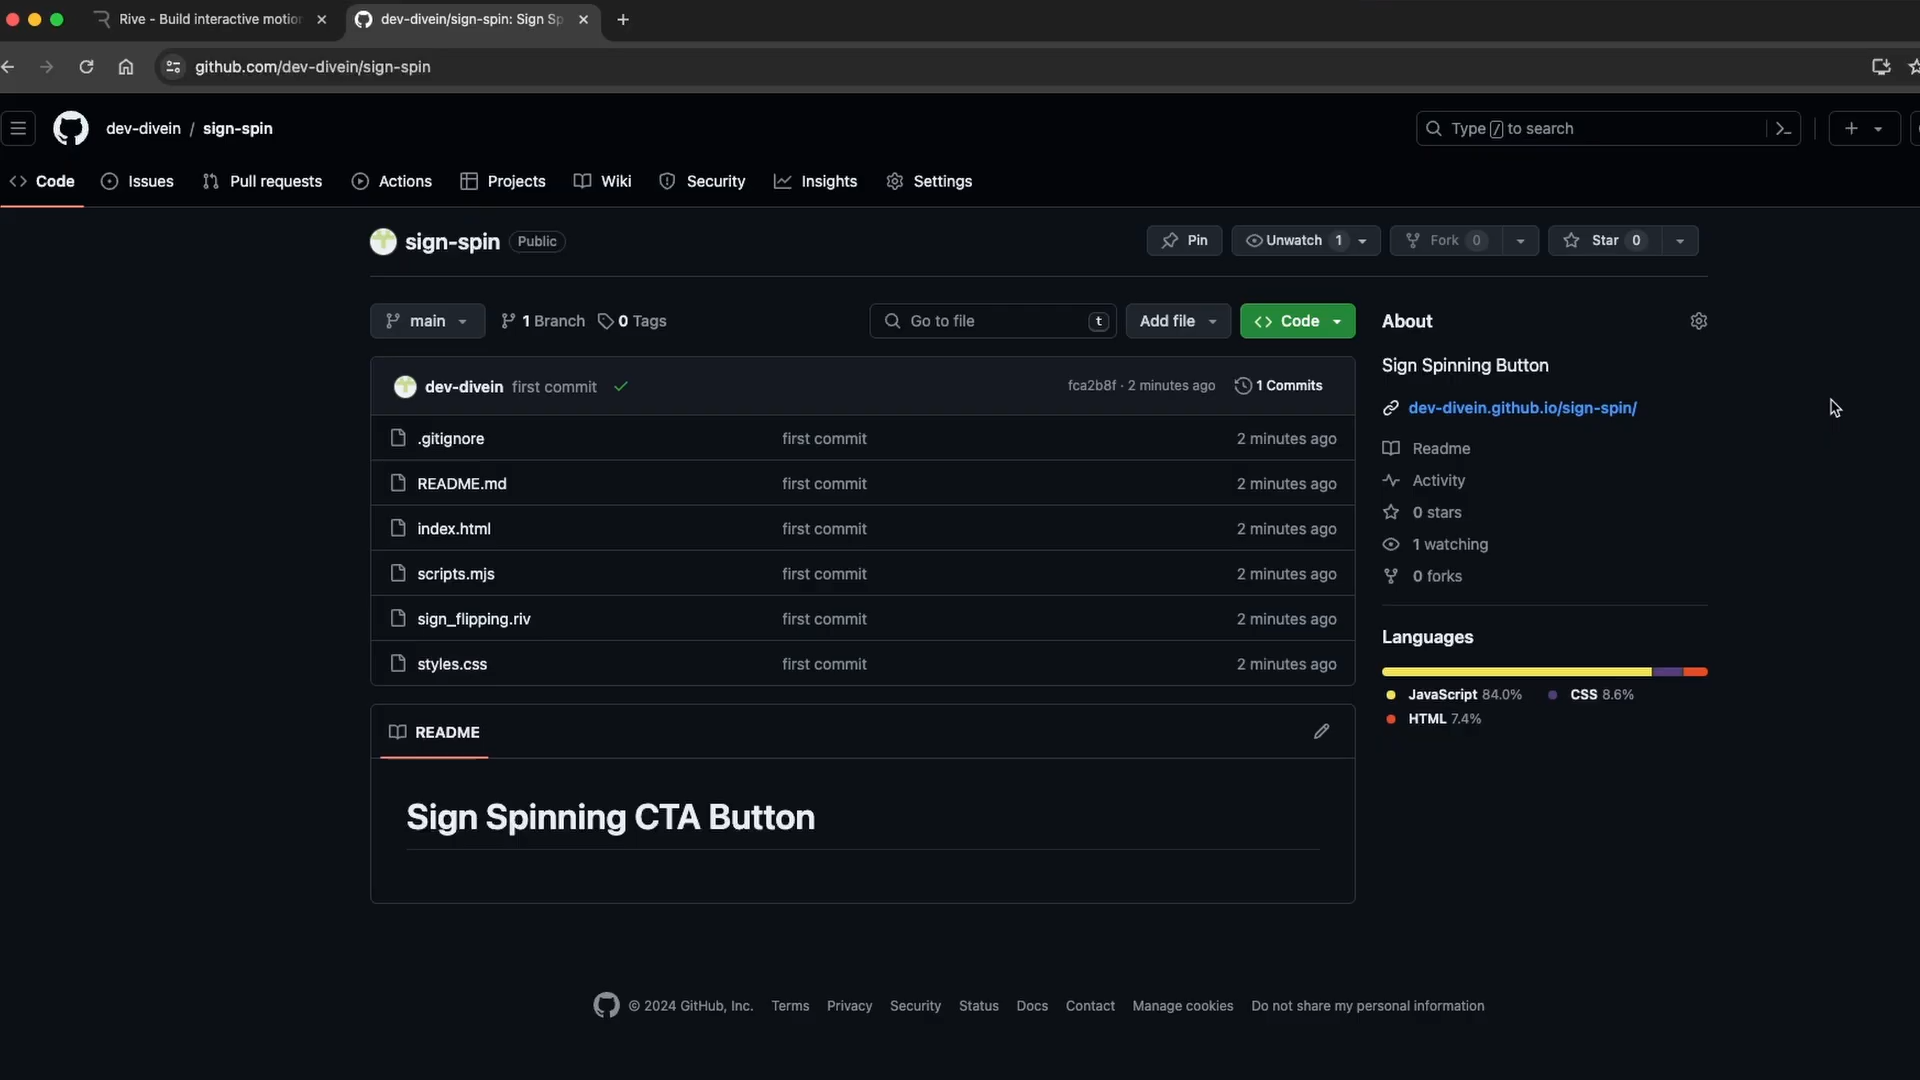 Rive - Build interactive motion
dev-divein/sign-spin: Sign Sp
github.com/dev-divein/sign-spin
dev-divein / sign-spin
Type / to search
Code Issues Pull requests Actions Projects Wiki Security Insights Settings
sign-spin Public
Pin Unwatch 1 Fork 0 Star 0
main 1 Branch 0 Tags Go to file t Add file Code
dev-divein first commit fca2b8f · 2 minutes ago 1 Commits
.gitignore first commit 2 minutes ago
README.md first commit 2 minutes ago
index.html first commit 2 minutes ago
scripts.mjs first commit 2 minutes ago
sign_flipping.riv first commit 2 minutes ago
styles.css first commit 2 minutes ago
README
Sign Spinning CTA Button
About
Sign Spinning Button
dev-divein.github.io/sign-spin/
Readme
Activity
0 stars
1 watching
0 forks
Languages
JavaScript 84.0% CSS 8.6%
HTML 7.4%
© 2024 GitHub, Inc. Terms Privacy Security Status Docs Contact Manage cookies Do not share my personal information